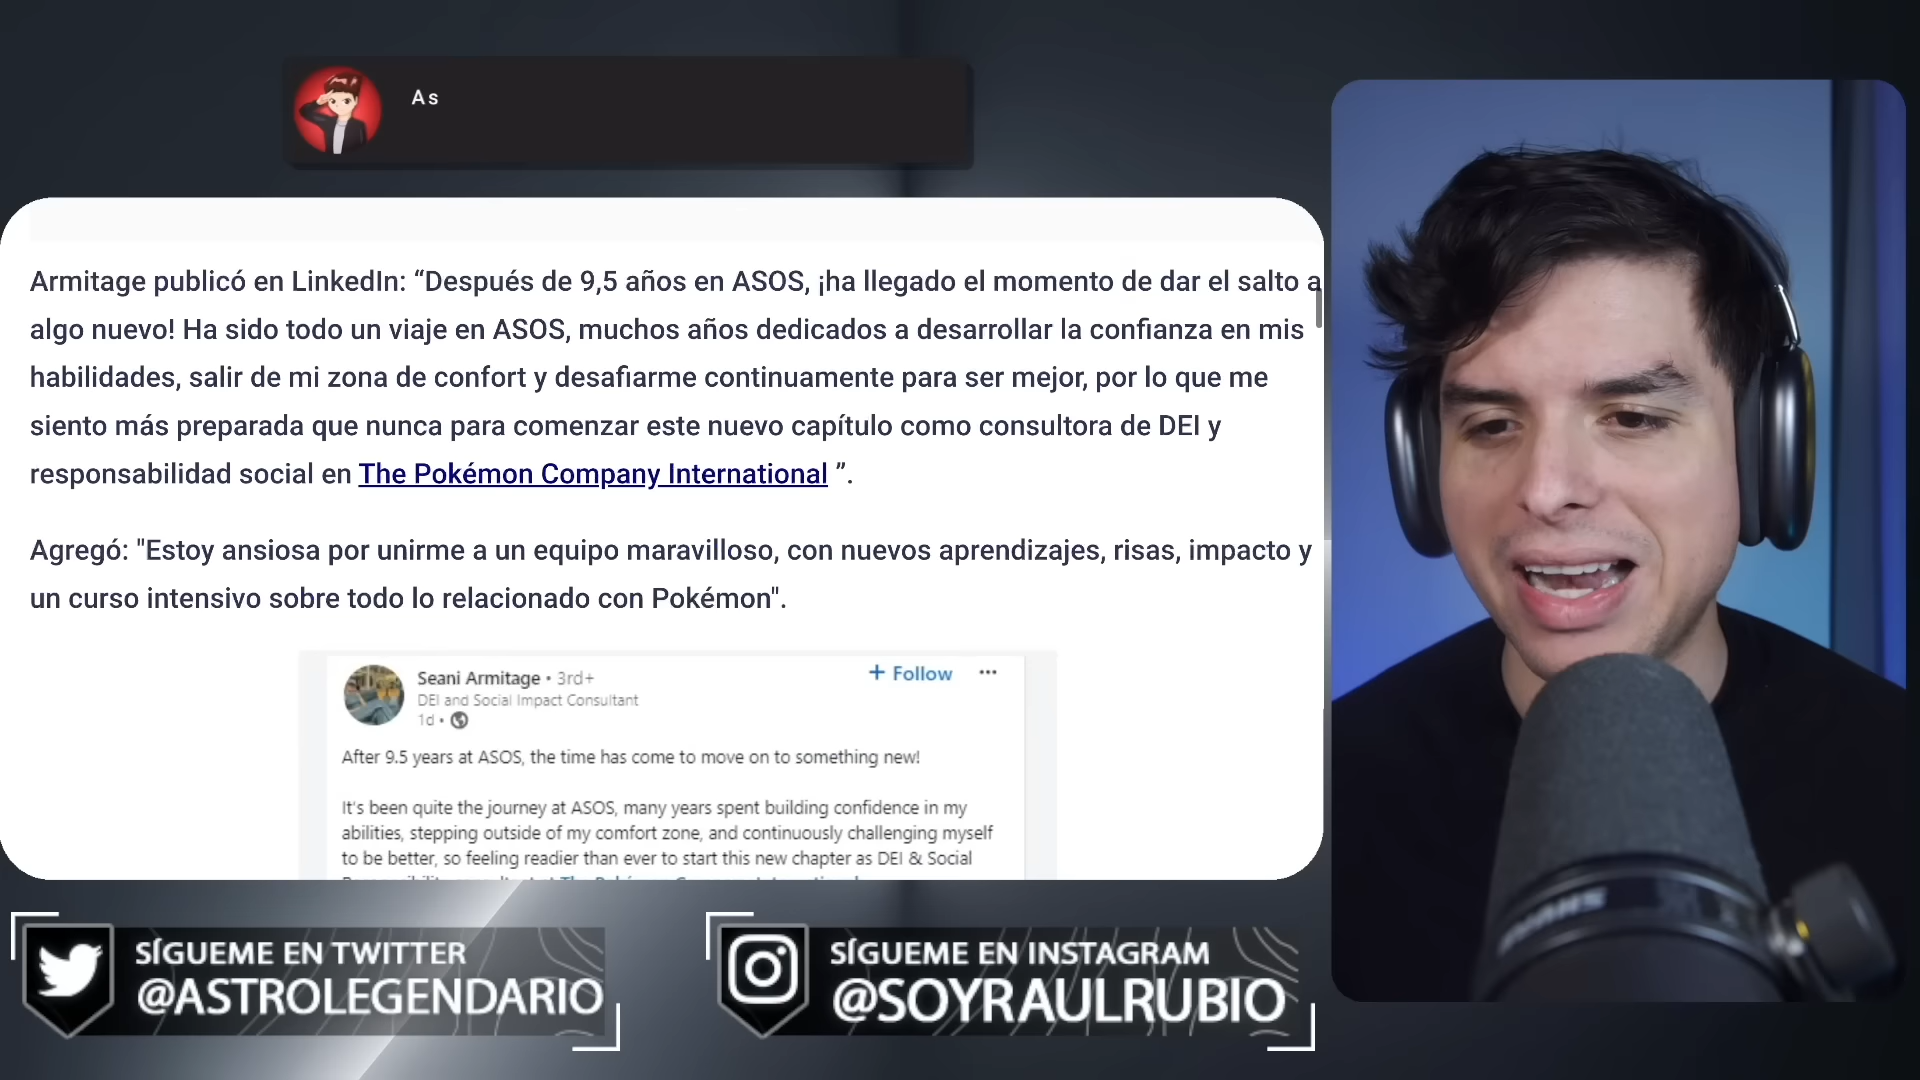 As
Armitage publicó en LinkedIn: “Después de 9,5 años en ASOS, ¡ha llegado el momento de dar el salto a
algo nuevo! Ha sido todo un viaje en ASOS, muchos años dedicados a desarrollar la confianza en mis
habilidades, salir de mi zona de confort y desafiarme continuamente para ser mejor, por lo que me
siento más preparada que nunca para comenzar este nuevo capítulo como consultora de DEI y
responsabilidad social en The Pokémon Company International ”.
Agregó: "Estoy ansiosa por unirme a un equipo maravilloso, con nuevos aprendizajes, risas, impacto y
un curso intensivo sobre todo lo relacionado con Pokémon".
Seani Armitage • 3rd+
+ Follow ···
DEI and Social Impact Consultant
1d •
After 9.5 years at ASOS, the time has come to move on to something new!
It's been quite the journey at ASOS, many years spent building confidence in my
abilities, stepping outside of my comfort zone, and continuously challenging myself
to be better, so feeling readier than ever to start this new chapter as DEI & Social
SÍGUEME EN TWITTER
@ASTROLEGENDARIO
SÍGUEME EN INSTAGRAM
@SOYRAULRUBIO